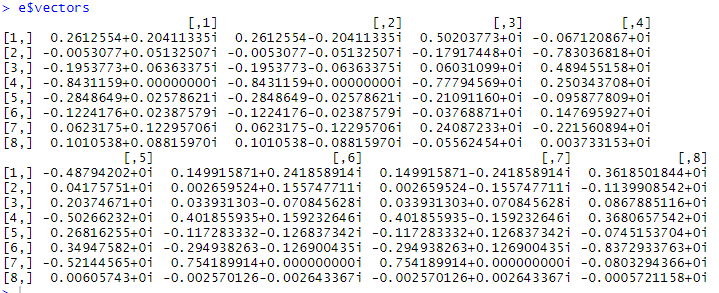 > e$vectors
[,1] [,2] [,3] [,4]
[1,] 0.2612554+0.20411335i 0.2612554-0.20411335i 0.50203773+0i -0.067120867+0i
[2,] -0.0053077+0.05132507i -0.0053077-0.05132507i -0.17917448+0i -0.783036818+0i
[3,] -0.1953773+0.06363375i -0.1953773-0.06363375i 0.06031099+0i 0.489455158+0i
[4,] -0.8431159+0.00000000i -0.8431159+0.00000000i -0.77794569+0i 0.250343708+0i
[5,] -0.2848649+0.02578621i -0.2848649-0.02578621i -0.21091160+0i -0.095877809+0i
[6,] -0.1224176+0.02387579i -0.1224176-0.02387579i -0.03768871+0i 0.147695927+0i
[7,] 0.0623175+0.12295706i 0.0623175-0.12295706i 0.24087233+0i -0.221560894+0i
[8,] 0.1010538+0.08815970i 0.1010538-0.08815970i -0.05562454+0i 0.003733153+0i
[,5] [,6] [,7] [,8]
[1,] -0.48794202+0i 0.149915871+0.241858914i 0.149915871-0.241858914i 0.3618501844+0i
[2,] 0.04175751+0i 0.002659524+0.155747711i 0.002659524-0.155747711i -0.1139908542+0i
[3,] 0.20374671+0i 0.033931303-0.070845628i 0.033931303+0.070845628i 0.0867885116+0i
[4,] -0.50266232+0i 0.401855935+0.159232646i 0.401855935-0.159232646i 0.3680657542+0i
[5,] 0.26816255+0i -0.117283332-0.126837342i -0.117283332+0.126837342i -0.0745153704+0i
[6,] 0.34947582+0i -0.294938263-0.126900435i -0.294938263+0.126900435i -0.8372933763+0i
[7,] -0.52144565+0i 0.754189914+0.000000000i 0.754189914+0.000000000i -0.0803294366+0i
[8,] 0.00605743+0i -0.002570126-0.002643367i -0.002570126+0.002643367i -0.0005721158+0i
>